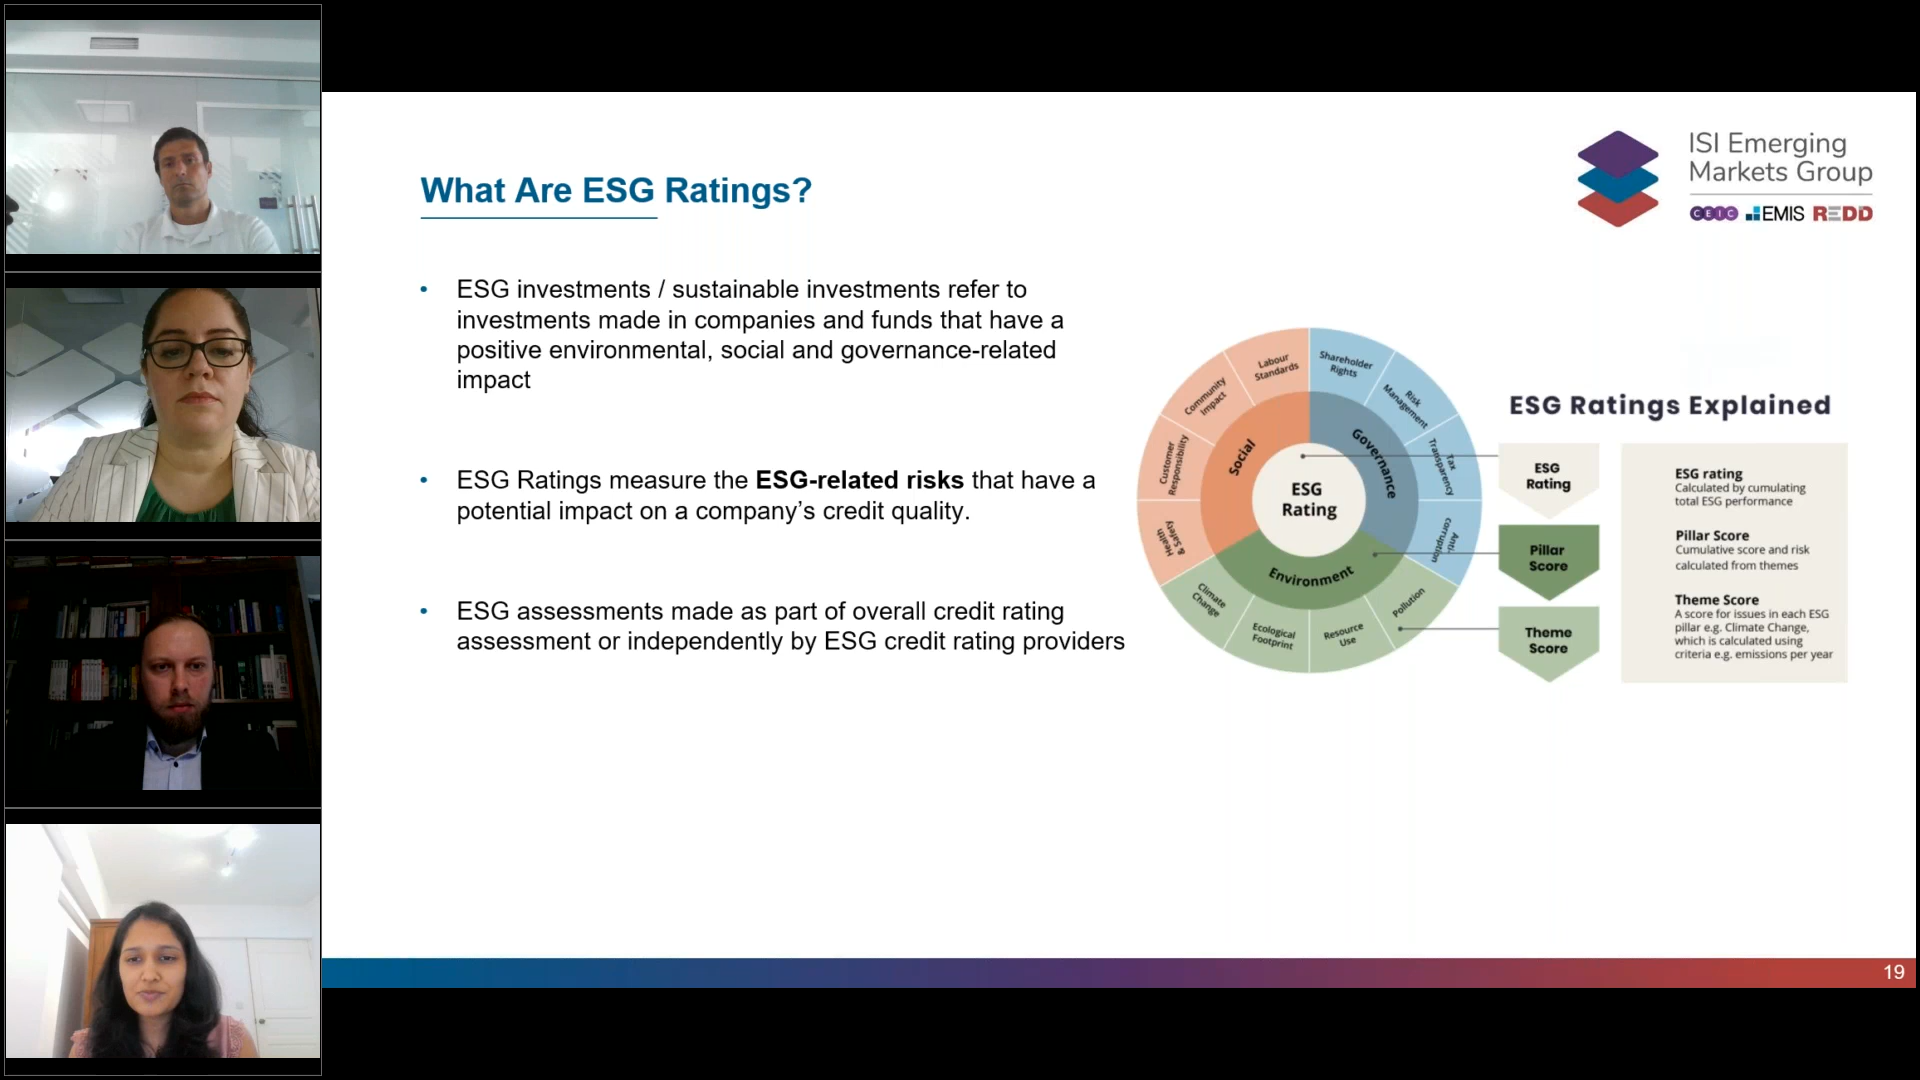 ISI Emerging
Markets Group
CEIC EMIS REDD
What Are ESG Ratings?
• ESG investments / sustainable investments refer to
investments made in companies and funds that have a
positive environmental, social and governance-related
impact
• ESG Ratings measure the ESG-related risks that have a
potential impact on a company’s credit quality.
• ESG assessments made as part of overall credit rating
assessment or independently by ESG credit rating providers
Labour
Standards
Shareholder
Rights
Community
Impact
Risk
Management
Customer
Responsibility
Tax
Transparency
Health
& Safety
Anti-
corruption
Social
Governance
ESG
Rating
Environment
Climate
Change
Ecological
Footprint
Resource
Use
Pollution
ESG Ratings Explained
ESG
Rating
Pillar
Score
Theme
Score
ESG rating
Calculated by cumulating
total ESG performance
Pillar Score
Cumulative score and risk
calculated from themes
Theme Score
A score for issues in each ESG
pillar e.g. Climate Change,
which is calculated using
criteria e.g. emissions per year
19